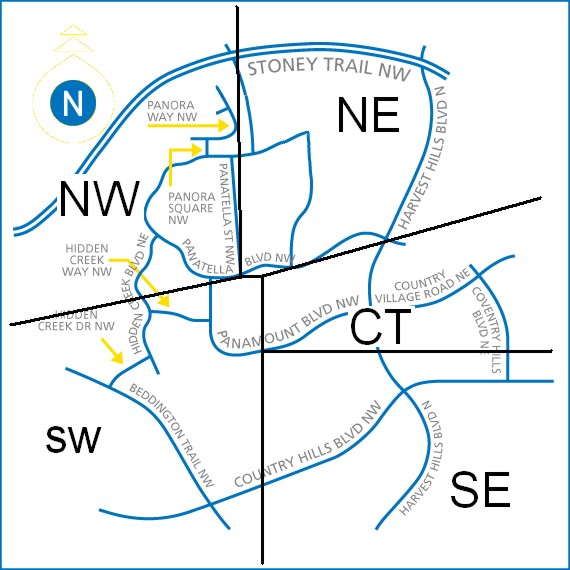 STONEY TRAIL NW
N
PANORA
WAY NW
NE
HARVEST HILLS BLVD N
NW
PANORA
SQUARE
NW
PANATELLA ST NW
HIDDEN
CREEK
WAY NW
HIDDEN CREEK BLVD NE
PANATELLA
BLVD NW
COUNTRY
VILLAGE ROAD NE
COVENTRY HILLS
BLVD NE
HIDDEN
CREEK DR NW
PANAMOUNT BLVD NW
CT
BEDDINGTON TRAIL NW
SW
COUNTRY HILLS BLVD NW
HARVEST HILLS BLVD N
SE